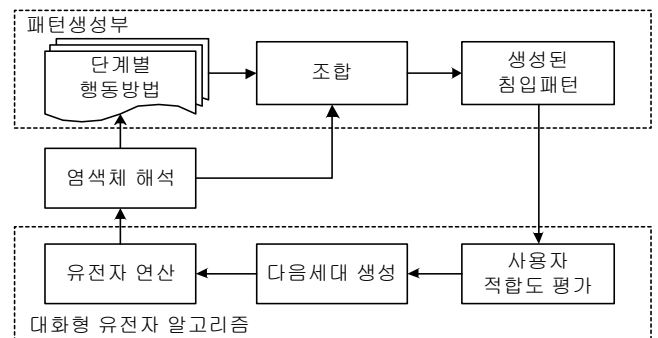 패턴생성부
단계별
행동방법
조합
생성된
침입패턴
염색체 해석
유전자 연산
다음세대 생성
사용자
적합도 평가
대화형 유전자 알고리즘